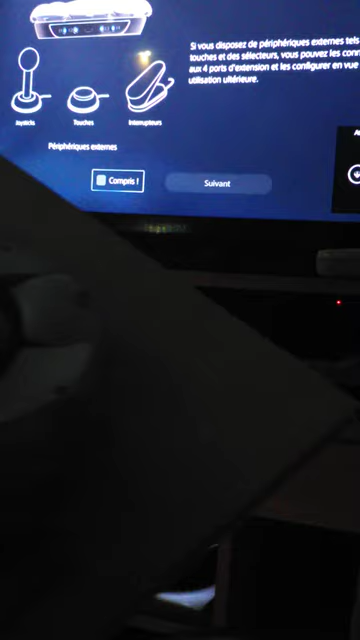 Si vous disposez de périphériques externes tels
touches et des sélecteurs, vous pouvez les conn
aux 4 ports d'extension et les configurer en vue
utilisation ultérieure.
Joysticks
Touches
Interrupteurs
Périphériques externes
Compris !
Suivant